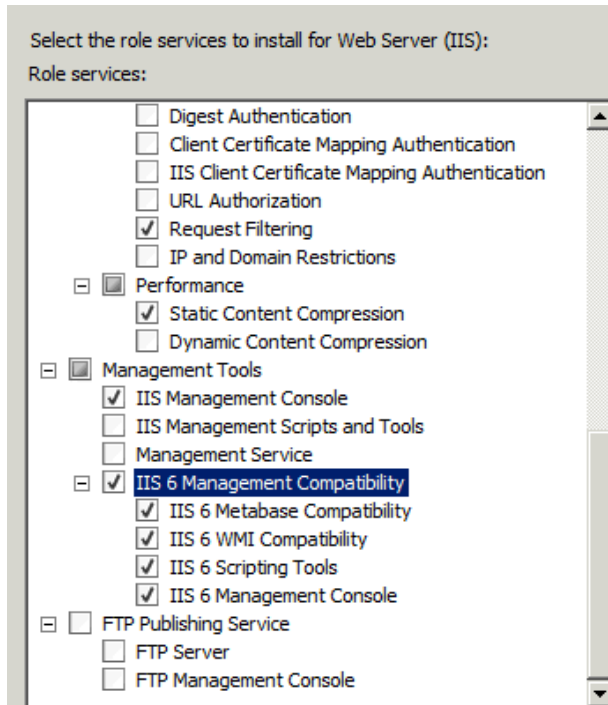 Select the role services to install for Web Server (IIS):
Role services:
Digest Authentication
Client Certificate Mapping Authentication
IIS Client Certificate Mapping Authentication
URL Authorization
Request Filtering
IP and Domain Restrictions
Performance
Static Content Compression
Dynamic Content Compression
Management Tools
IIS Management Console
IIS Management Scripts and Tools
Management Service
IIS 6 Management Compatibility
IIS 6 Metabase Compatibility
IIS 6 WMI Compatibility
IIS 6 Scripting Tools
IIS 6 Management Console
FTP Publishing Service
FTP Server
FTP Management Console